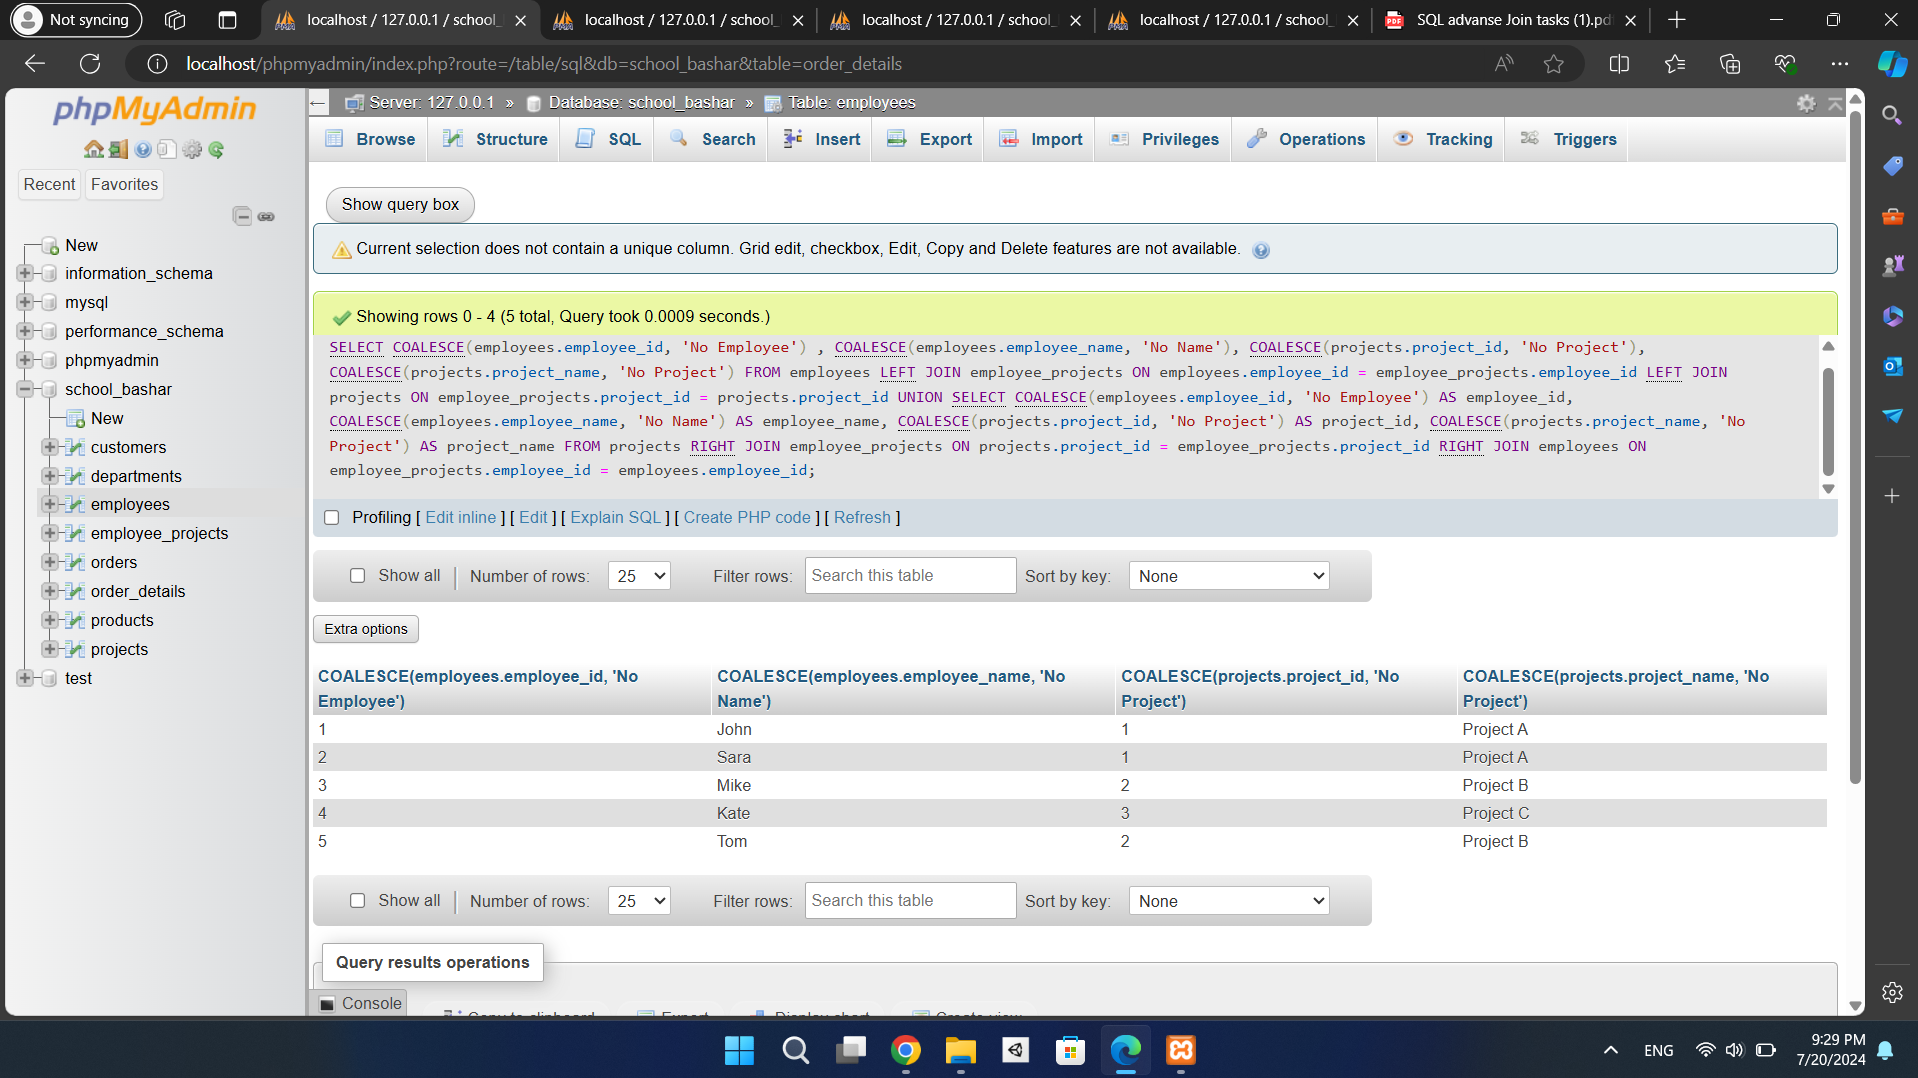 Not syncing
localhost / 127.0.0.1 / school_
localhost / 127.0.0.1 / school_
localhost / 127.0.0.1 / school_
localhost / 127.0.0.1 / school_
SQL advanse Join tasks (1).pd
localhost/phpmyadmin/index.php?route=/table/sql&db=school_bashar&table=order_details
phpMyAdmin
Recent
Favorites
New
information_schema
mysql
performance_schema
phpmyadmin
school_bashar
New
customers
departments
employees
employee_projects
orders
order_details
products
projects
test
Server: 127.0.0.1 » Database: school_bashar » Table: employees
Browse
Structure
SQL
Search
Insert
Export
Import
Privileges
Operations
Tracking
Triggers
Show query box
Current selection does not contain a unique column. Grid edit, checkbox, Edit, Copy and Delete features are not available.
Showing rows 0 - 4 (5 total, Query took 0.0009 seconds.)
SELECT COALESCE(employees.employee_id, 'No Employee') , COALESCE(employees.employee_name, 'No Name'), COALESCE(projects.project_id, 'No Project'),
COALESCE(projects.project_name, 'No Project') FROM employees LEFT JOIN employee_projects ON employees.employee_id = employee_projects.employee_id LEFT JOIN
projects ON employee_projects.project_id = projects.project_id UNION SELECT COALESCE(employees.employee_id, 'No Employee') AS employee_id,
COALESCE(employees.employee_name, 'No Name') AS employee_name, COALESCE(projects.project_id, 'No Project') AS project_id, COALESCE(projects.project_name, 'No
Project') AS project_name FROM projects RIGHT JOIN employee_projects ON projects.project_id = employee_projects.project_id RIGHT JOIN employees ON
employee_projects.employee_id = employees.employee_id;
Profiling [ Edit inline ] [ Edit ] [ Explain SQL ] [ Create PHP code ] [ Refresh ]
Show all | Number of rows: 25 Filter rows: Search this table Sort by key: None
Extra options
COALESCE(employees.employee_id, 'No Employee') COALESCE(employees.employee_name, 'No Name') COALESCE(projects.project_id, 'No Project') COALESCE(projects.project_name, 'No Project')
1 John 1 Project A
2 Sara 1 Project A
3 Mike 2 Project B
4 Kate 3 Project C
5 Tom 2 Project B
Show all | Number of rows: 25 Filter rows: Search this table Sort by key: None
Query results operations
Console
Copy to clipboard
Export
Display chart
Create view
ENG
9:29 PM
7/20/2024